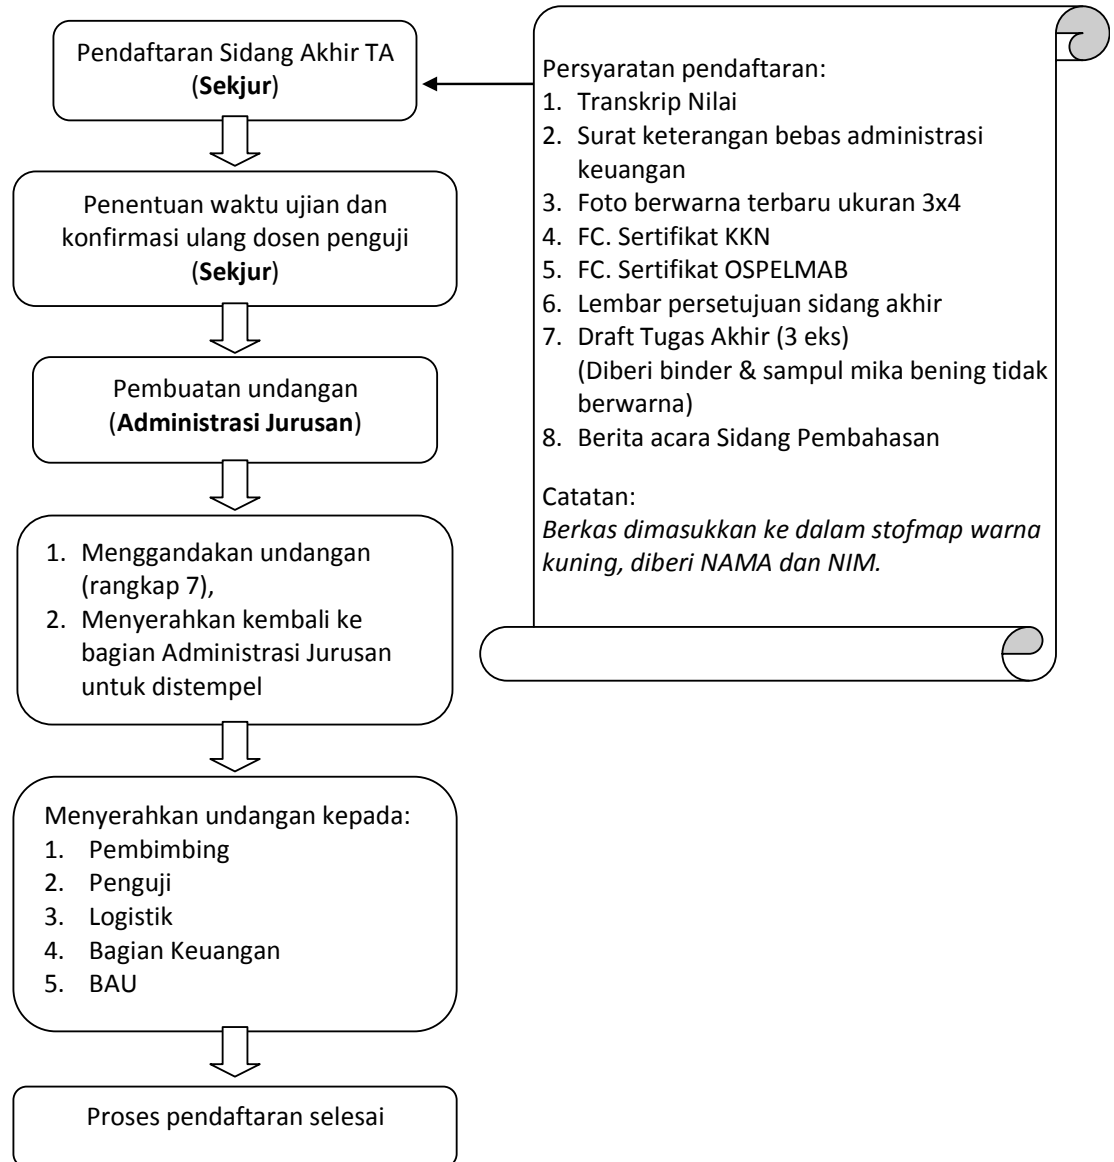 Pendaftaran Sidang Akhir TA
(Sekjur)
Penentuan waktu ujian dan
konfirmasi ulang dosen penguji
(Sekjur)
Pembuatan undangan
(Administrasi Jurusan)
1. Menggandakan undangan
(rangkap 7),
2. Menyerahkan kembali ke
bagian Administrasi Jurusan
untuk distempel
Menyerahkan undangan kepada:
1. Pembimbing
2. Penguji
3. Logistik
4. Bagian Keuangan
5. BAU
Proses pendaftaran selesai
Persyaratan pendaftaran:
1. Transkrip Nilai
2. Surat keterangan bebas administrasi
keuangan
3. Foto berwarna terbaru ukuran 3x4
4. FC. Sertifikat KKN
5. FC. Sertifikat OSPELMAB
6. Lembar persetujuan sidang akhir
7. Draft Tugas Akhir (3 eks)
(Diberi binder & sampul mika bening tidak
berwarna)
8. Berita acara Sidang Pembahasan
Catatan:
Berkas dimasukkan ke dalam stofmap warna
kuning, diberi NAMA dan NIM.